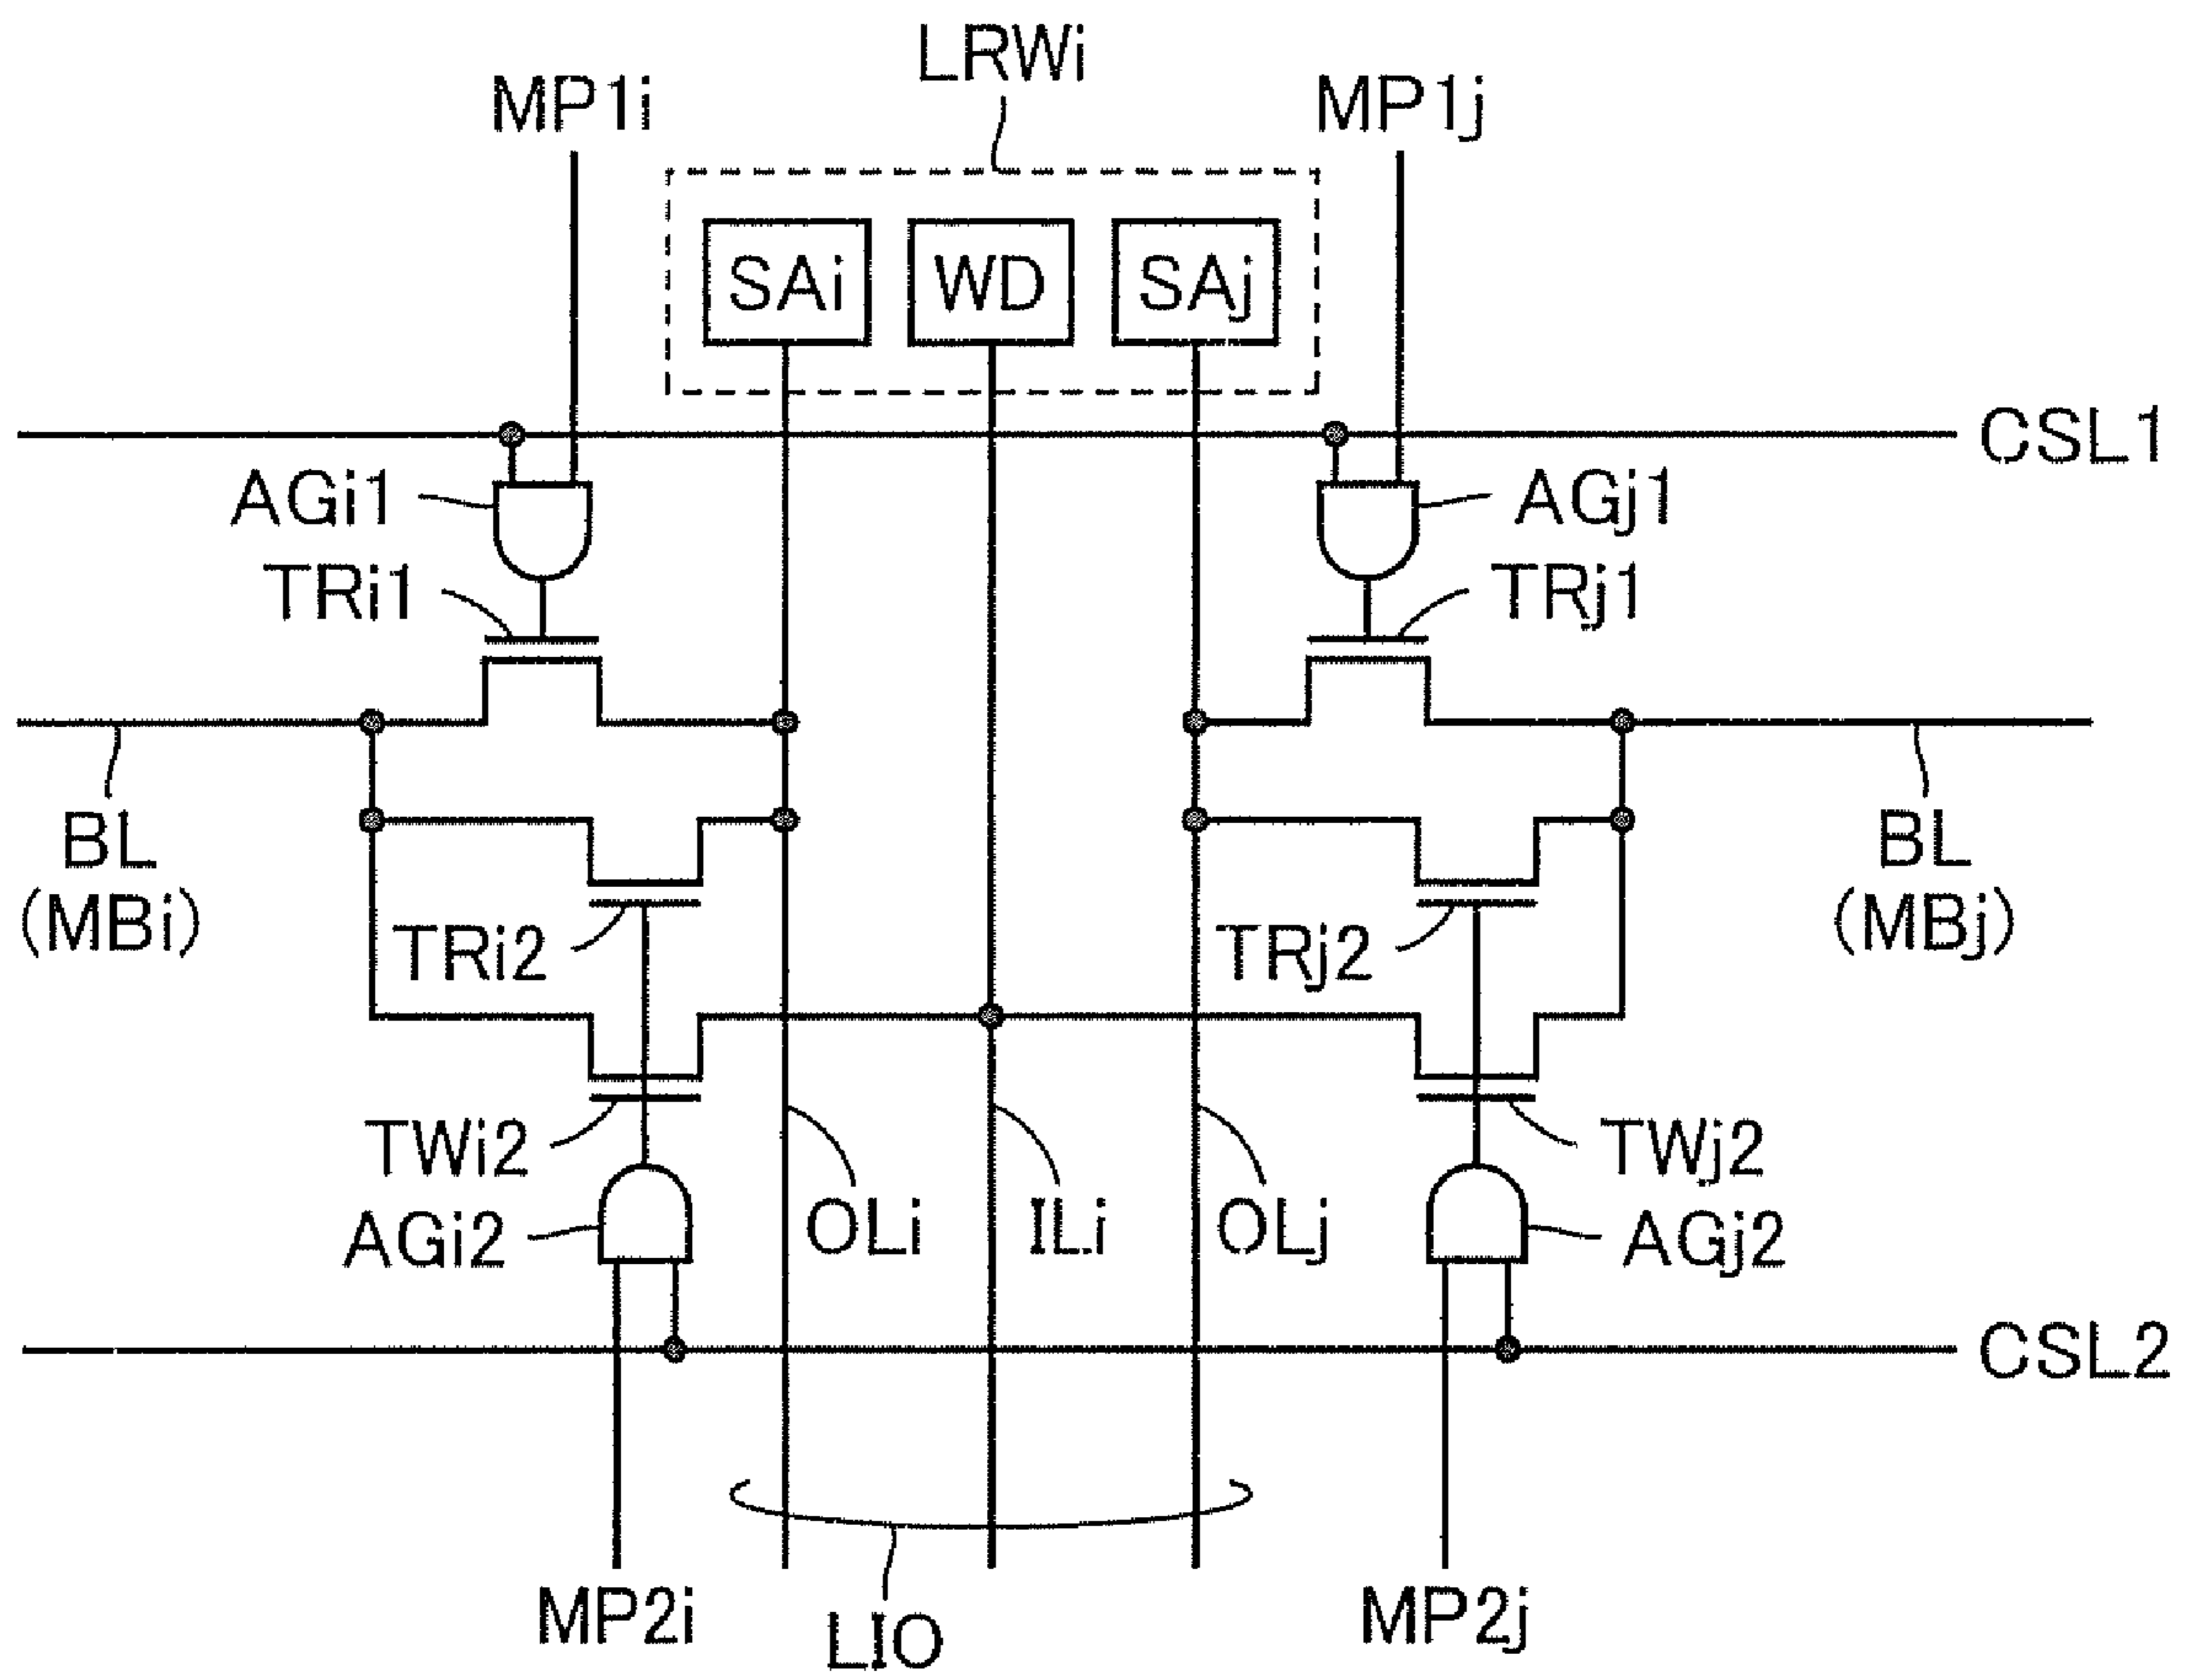 LRWi
MP1i
MP1j
SAi
WD
SAj
CSL1
AGi1
AGj1
TRi1
TRj1
BL
(MBi)
BL
(MBj)
TRi2
TRj2
TWi2
TWj2
OLi
ILi
OLj
AGi2
AGj2
CSL2
MP2i
LIO
MP2j